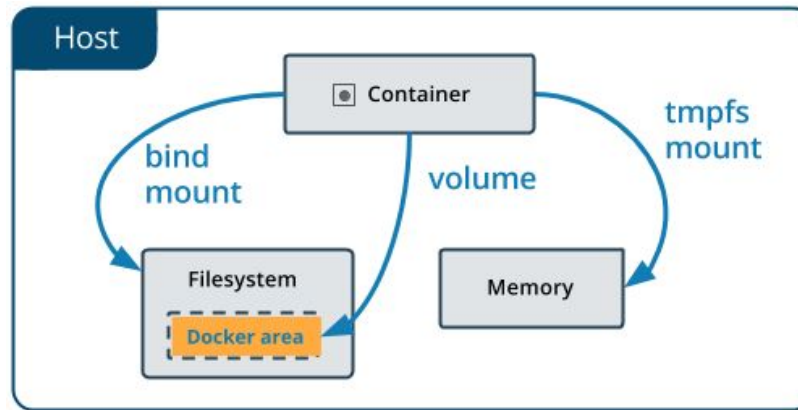 Host
Container
bind
mount
volume
tmpfs
mount
Filesystem
Docker area
Memory